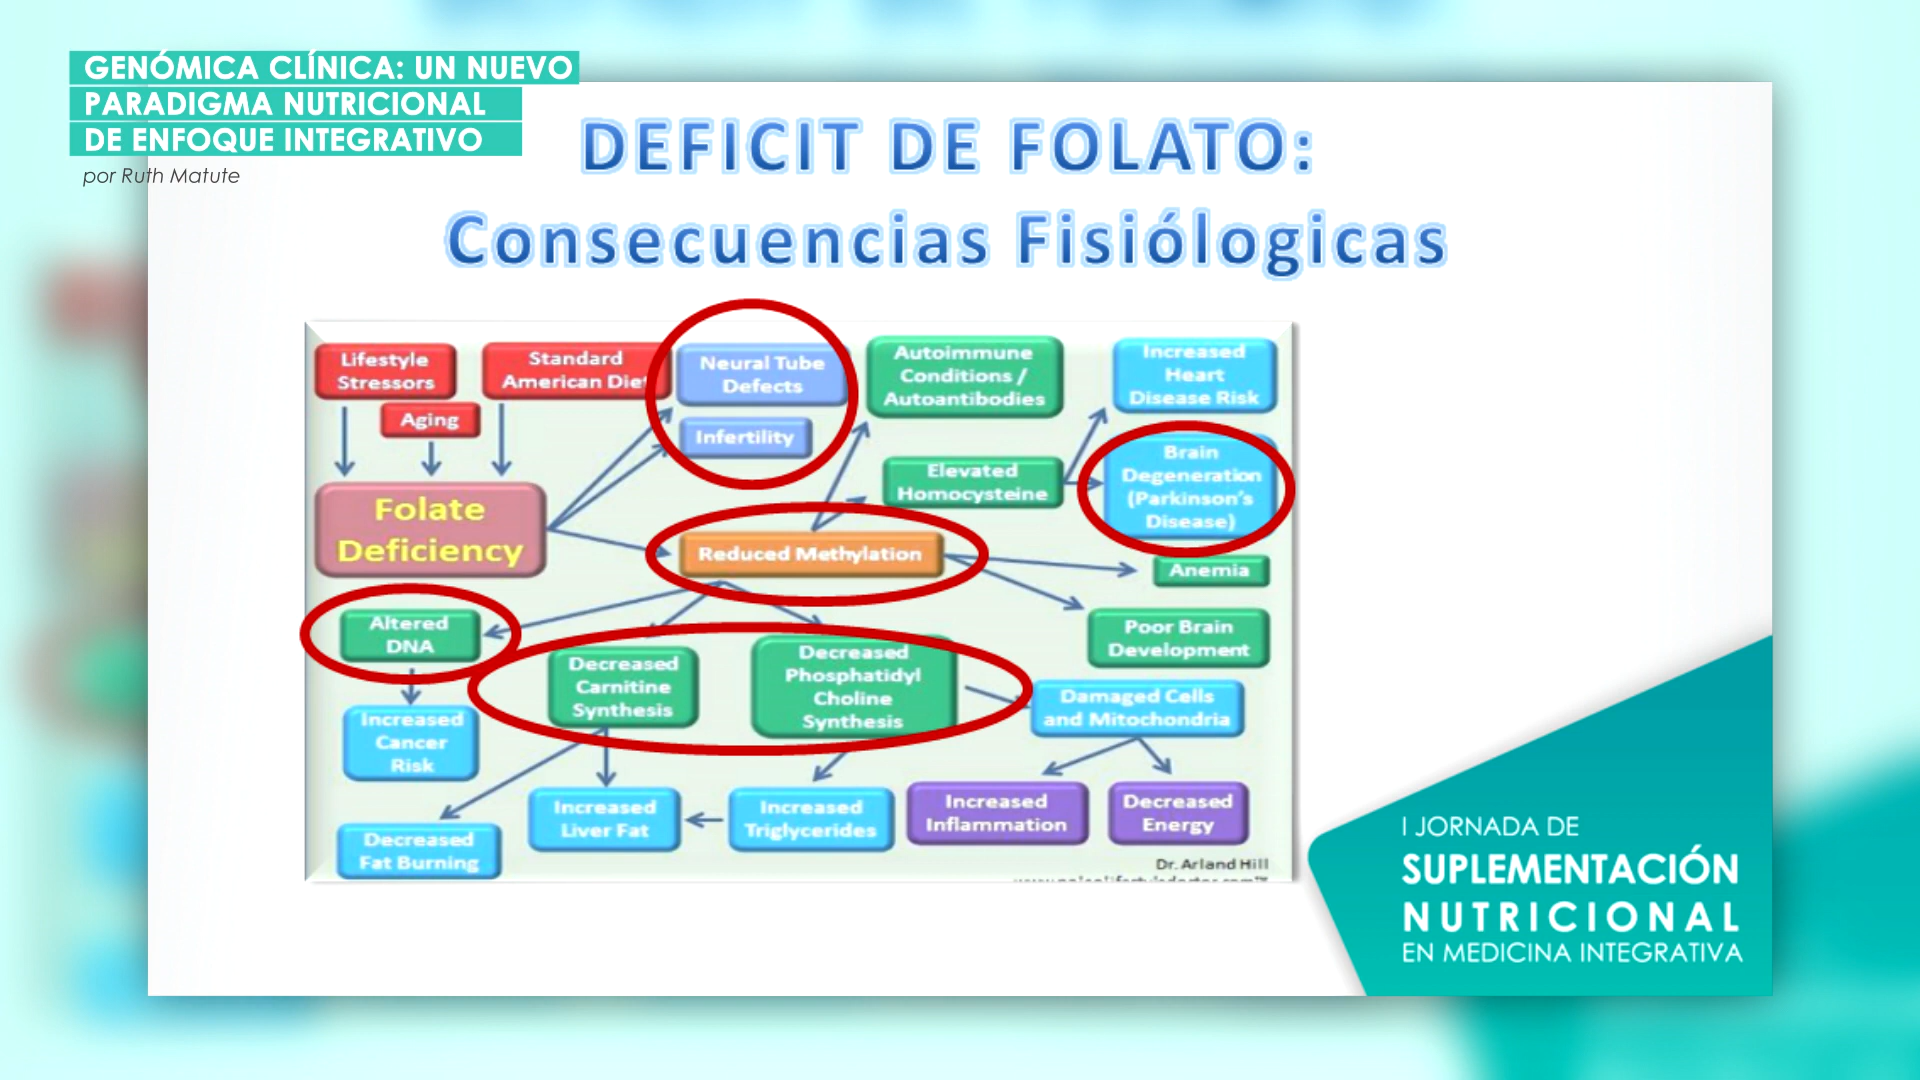 GENÓMICA CLÍNICA: UN NUEVO
PARADIGMA NUTRICIONAL
DE ENFOQUE INTEGRATIVO
por Ruth Matute
DEFICIT DE FOLATO:
Consecuencias Fisiólogicas
Lifestyle
Stressors
Standard
American Diet
Aging
Neural Tube
Defects
Infertility
Autoimmune
Conditions /
Autoantibodies
Increased
Heart
Disease Risk
Elevated
Homocysteine
Brain
Degeneration
(Parkinson's
Disease)
Folate
Deficiency
Reduced Methylation
Anemia
Altered
DNA
Poor Brain
Development
Decreased
Carnitine
Synthesis
Decreased
Phosphatidyl
Choline
Synthesis
Damaged Cells
and Mitochondria
Increased
Cancer
Risk
Increased
Liver Fat
Increased
Triglycerides
Increased
Inflammation
Decreased
Energy
Decreased
Fat Burning
Dr. Arland Hill
I JORNADA DE
SUPLEMENTACIÓN
NUTRICIONAL
EN MEDICINA INTEGRATIVA